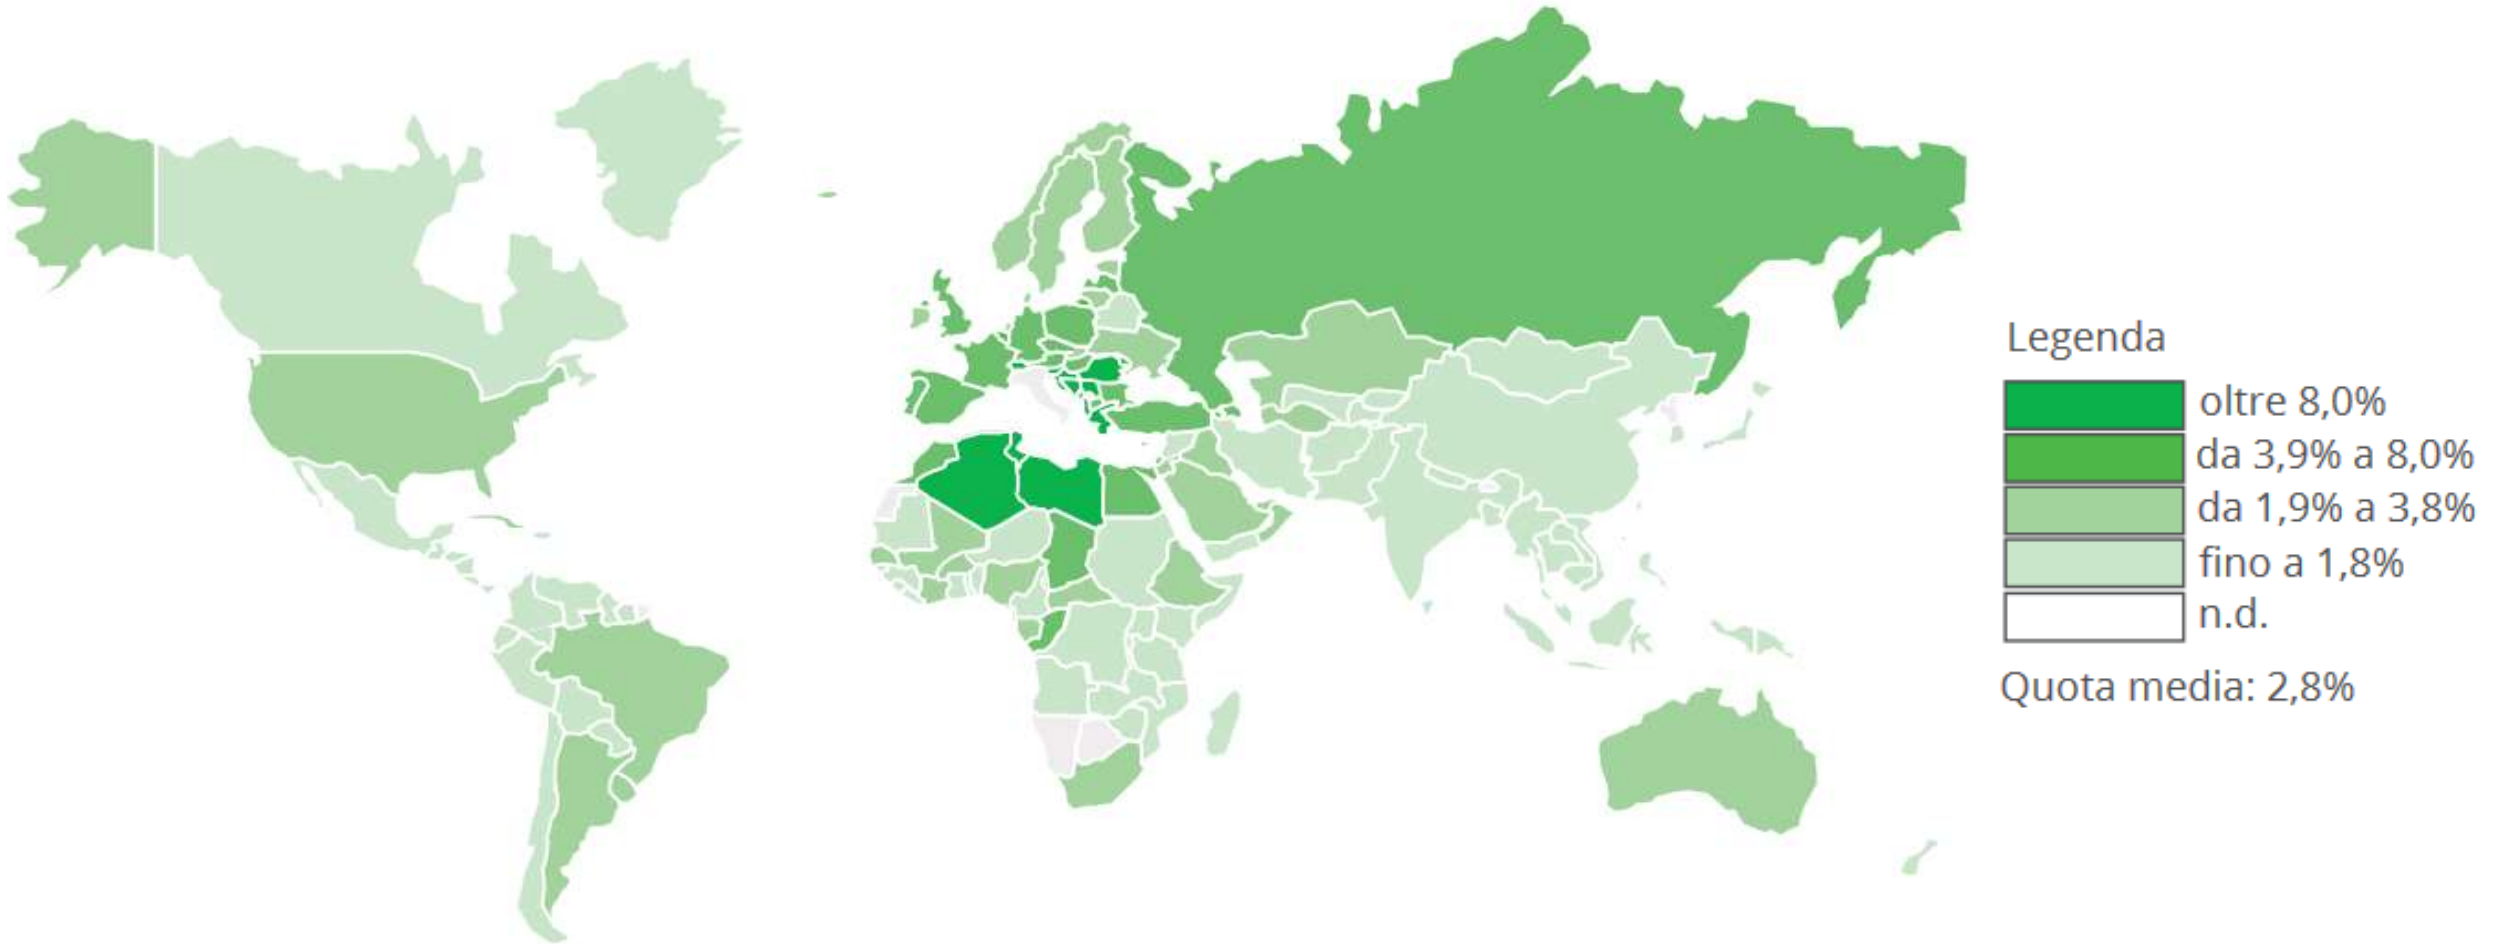 Legenda
oltre 8,0%
da 3,9% a 8,0%
da 1,9% a 3,8%
fino a 1,8%
n.d.
Quota media: 2,8%